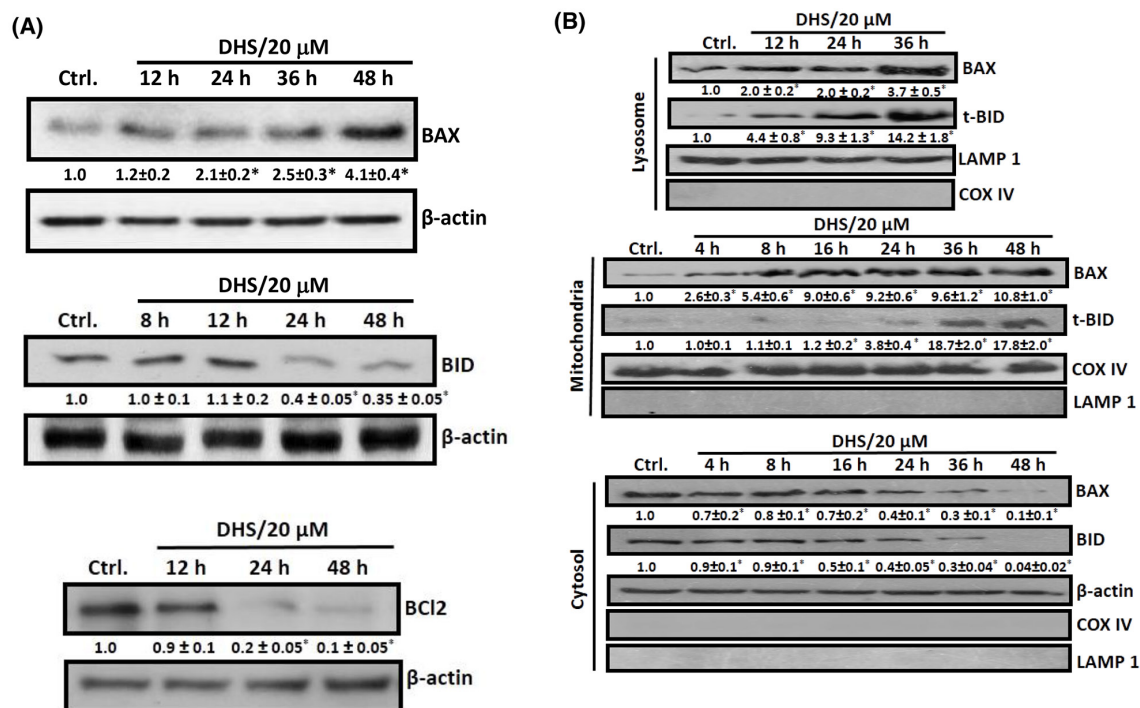 (A)
DHS/20 μM
Ctrl. 12 h 24 h 36 h 48 h
BAX
1.0 1.2±0.2 2.1±0.2* 2.5±0.3* 4.1±0.4*
β-actin
DHS/20 μM
Ctrl. 8 h 12 h 24 h 48 h
BID
1.0 1.0 ± 0.1 1.1 ± 0.2 0.4 ± 0.05* 0.35 ± 0.05*
β-actin
DHS/20 μM
Ctrl. 12 h 24 h 48 h
BCl2
1.0 0.9 ± 0.1 0.2 ± 0.05* 0.1 ± 0.05*
β-actin
(B)
DHS/20 μM
Ctrl. 12 h 24 h 36 h
BAX
1.0 2.0 ± 0.2* 2.0 ± 0.2* 3.7 ± 0.5*
t-BID
1.0 4.4 ± 0.8* 9.3 ± 1.3* 14.2 ± 1.8*
LAMP 1
COX IV
Lysosome
DHS/20 μM
Ctrl. 4 h 8 h 16 h 24 h 36 h 48 h
BAX
1.0 2.6±0.3* 5.4±0.6* 9.0±0.6* 9.2±0.6* 9.6±1.2* 10.8±1.0*
t-BID
1.0 1.0±0.1 1.1±0.1 1.2 ±0.2* 3.8±0.4* 18.7±2.0* 17.8±2.0*
COX IV
LAMP 1
Mitochondria
DHS/20 μM
Ctrl. 4 h 8 h 16 h 24 h 36 h 48 h
BAX
1.0 0.7±0.2* 0.8 ±0.1* 0.7±0.2* 0.4±0.1* 0.3 ±0.1* 0.1±0.1*
BID
1.0 0.9±0.1* 0.9±0.1* 0.5±0.1* 0.4±0.05* 0.3±0.04* 0.04±0.02*
β-actin
COX IV
LAMP 1
Cytosol